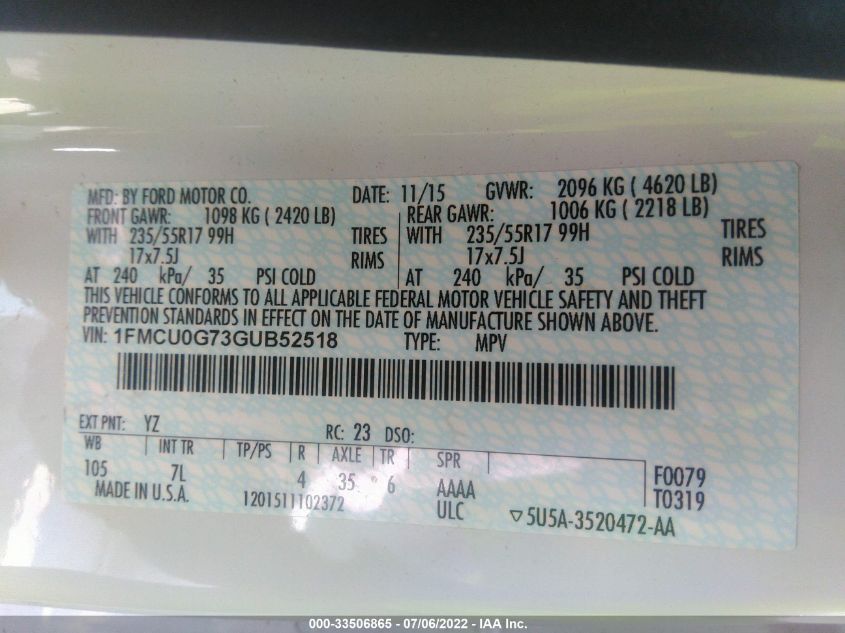 MFD: BY FORD MOTOR CO. DATE: 11/15 GVWR: 2096 KG ( 4620 LB)
FRONT GAWR: 1098 KG ( 2420 LB) REAR GAWR: 1006 KG ( 2218 LB)
WITH 235/55R17 99H TIRES WITH 235/55R17 99H TIRES
17x7.5J RIMS 17x7.5J RIMS
AT 240 kPa/ 35 PSI COLD AT 240 kPa/ 35 PSI COLD
THIS VEHICLE CONFORMS TO ALL APPLICABLE FEDERAL MOTOR VEHICLE SAFETY AND THEFT
PREVENTION STANDARDS IN EFFECT ON THE DATE OF MANUFACTURE SHOWN ABOVE.
VIN: 1FMCU0G73GUB52518 TYPE: MPV
EXT PNT: YZ RC: 23 DSO:
WB INT TR TP/PS R AXLE TR SPR
105 7L 4 35 6 AAAA F0079
MADE IN U.S.A. 1201511102372 ULC T0319
▽5U5A-3520472-AA
000-33506865 - 07/06/2022 - IAA Inc.